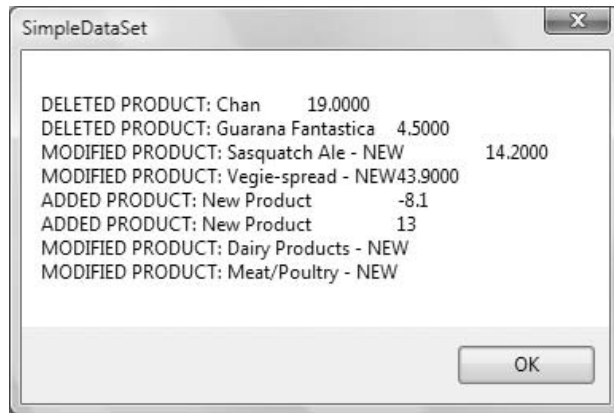 SimpleDataSet
DELETED PRODUCT: Chan 19.0000
DELETED PRODUCT: Guarana Fantastica 4.5000
MODIFIED PRODUCT: Sasquatch Ale - NEW 14.2000
MODIFIED PRODUCT: Vegie-spread - NEW43.9000
ADDED PRODUCT: New Product -8.1
ADDED PRODUCT: New Product 13
MODIFIED PRODUCT: Dairy Products - NEW
MODIFIED PRODUCT: Meat/Poultry - NEW
OK